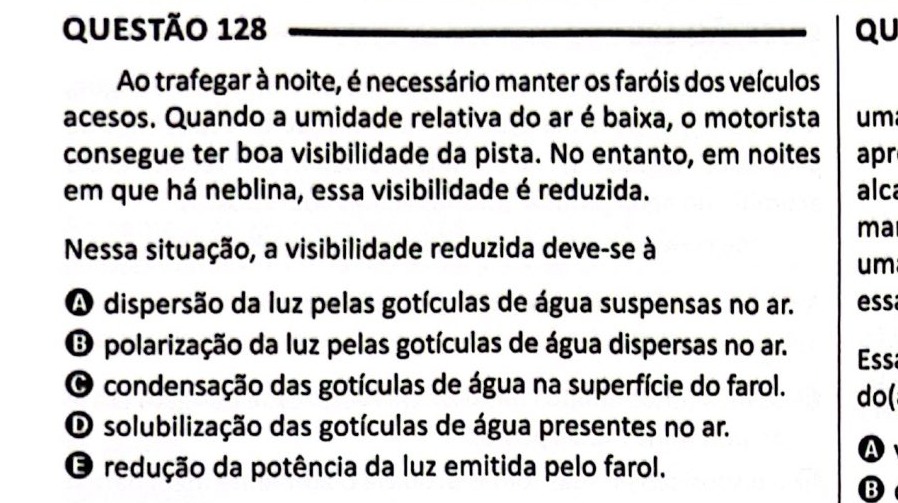 QUESTÃO 128
Ao trafegar à noite, é necessário manter os faróis dos veículos
acesos. Quando a umidade relativa do ar é baixa, o motorista
consegue ter boa visibilidade da pista. No entanto, em noites
em que há neblina, essa visibilidade é reduzida.
Nessa situação, a visibilidade reduzida deve-se à
A dispersão da luz pelas gotículas de água suspensas no ar.
B polarização da luz pelas gotículas de água dispersas no ar.
C condensação das gotículas de água na superfície do farol.
D solubilização das gotículas de água presentes no ar.
E redução da potência da luz emitida pelo farol.
QU
A
B